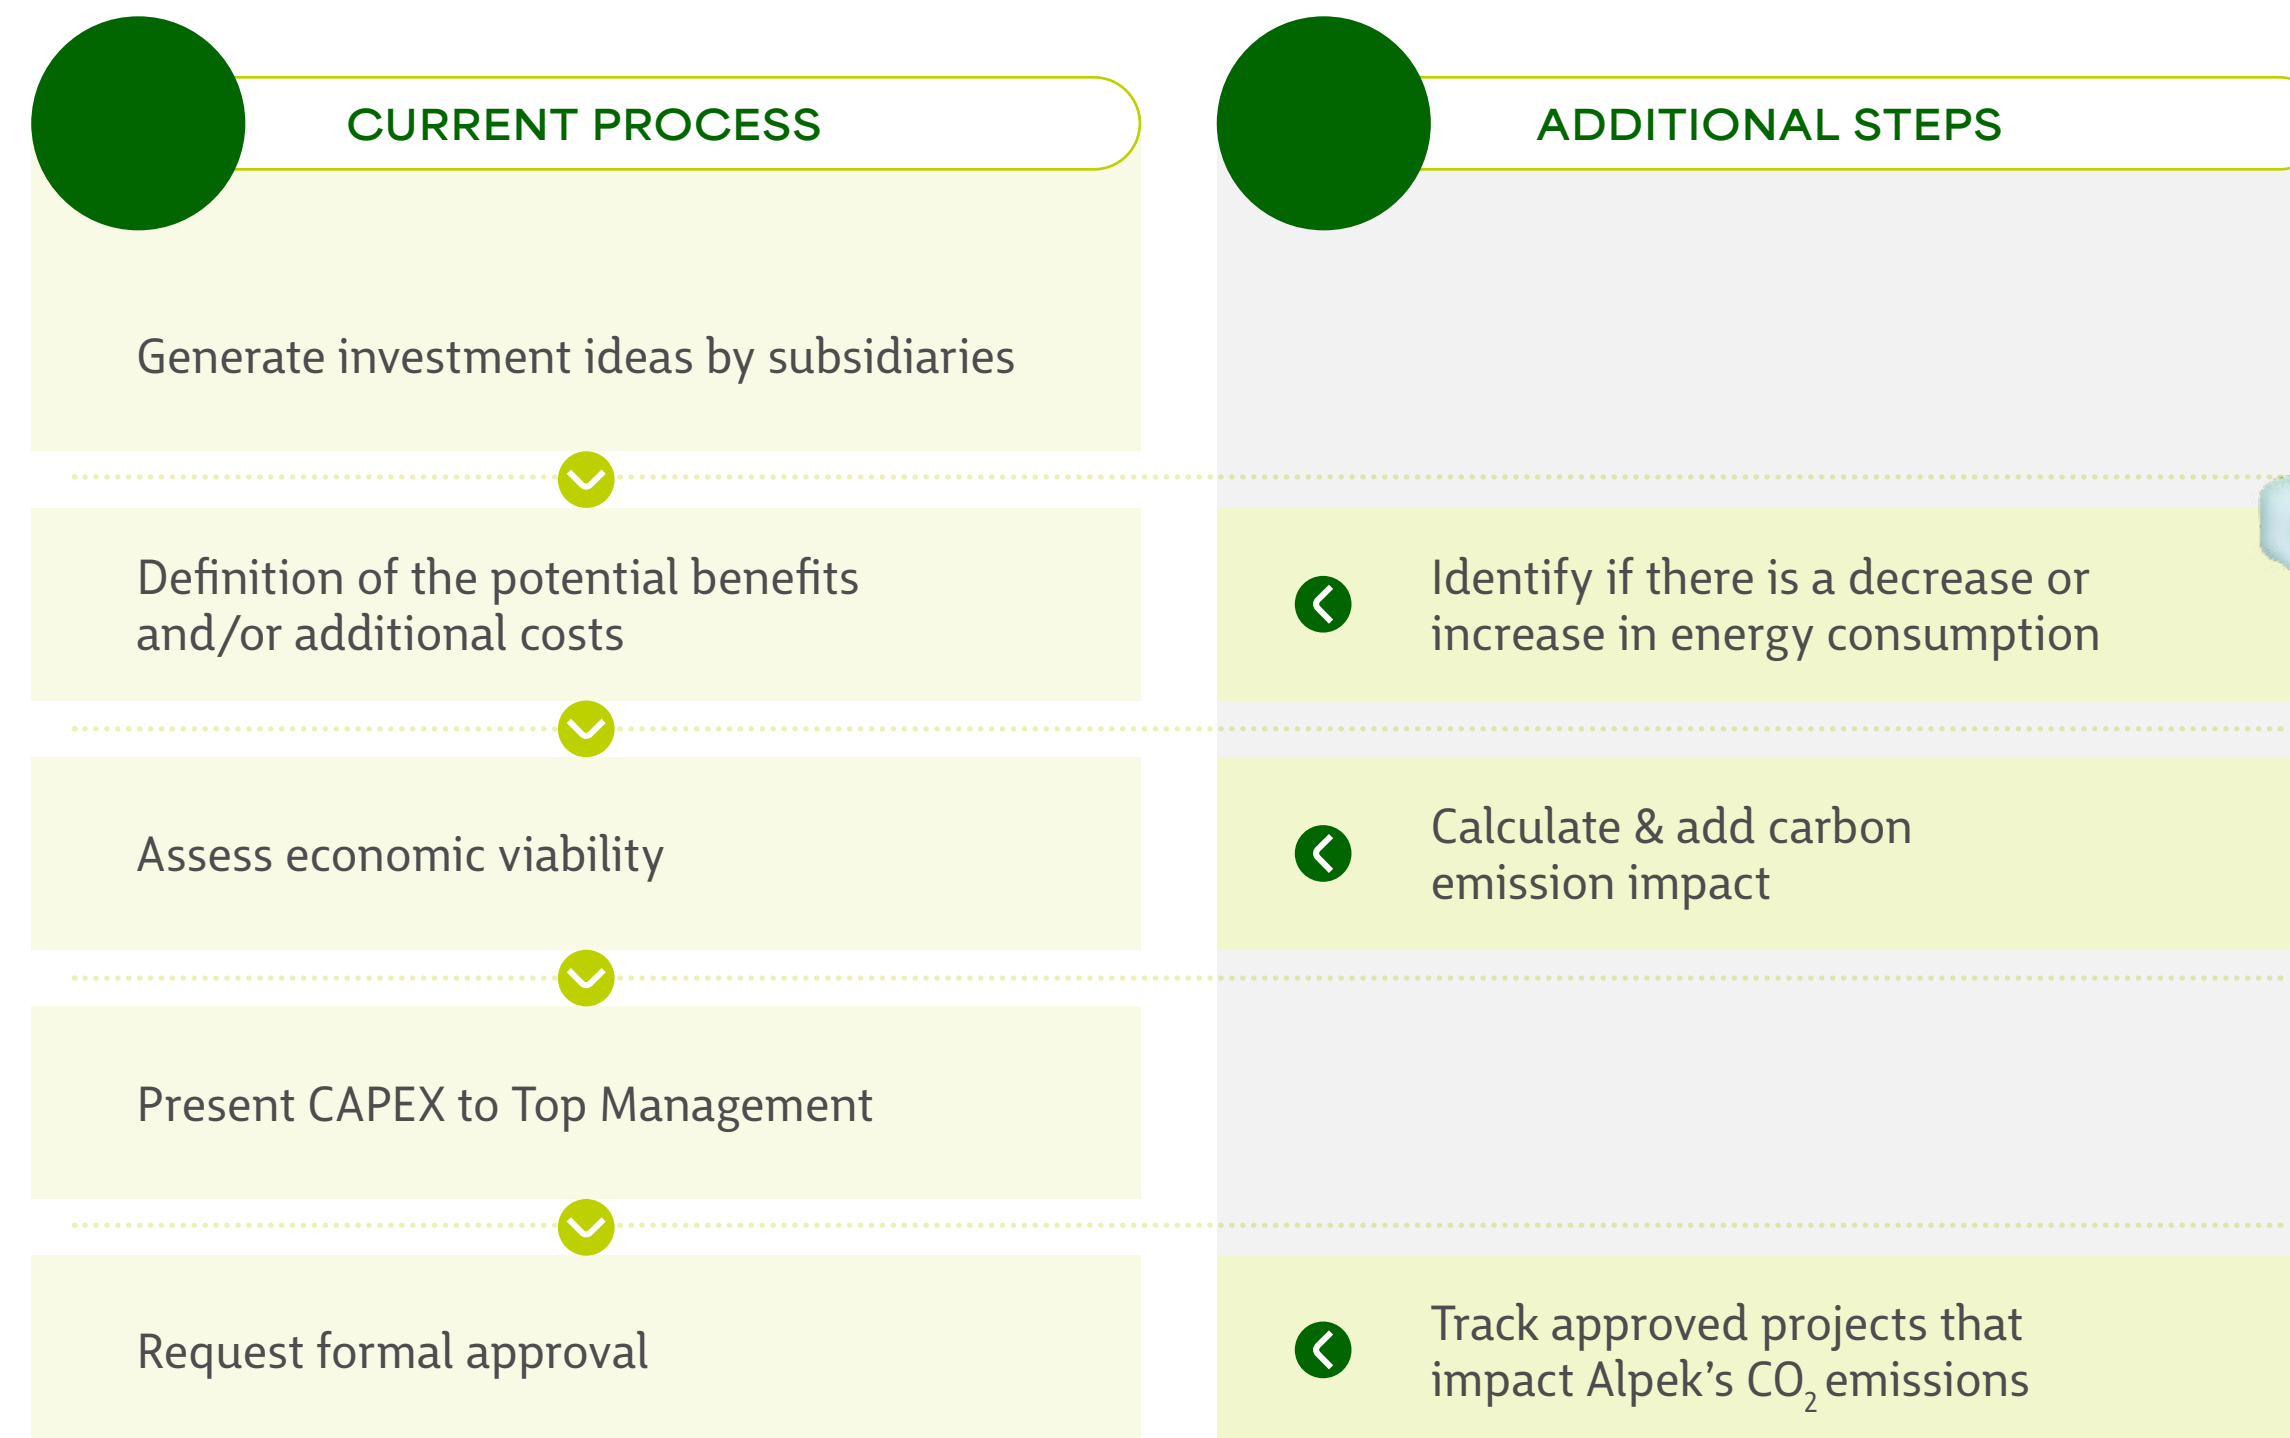 CURRENT PROCESS
ADDITIONAL STEPS
Generate investment ideas by subsidiaries
Definition of the potential benefits
and/or additional costs
Identify if there is a decrease or
increase in energy consumption
Assess economic viability
Calculate & add carbon
emission impact
Present CAPEX to Top Management
Request formal approval
Track approved projects that
impact Alpek’s CO₂ emissions